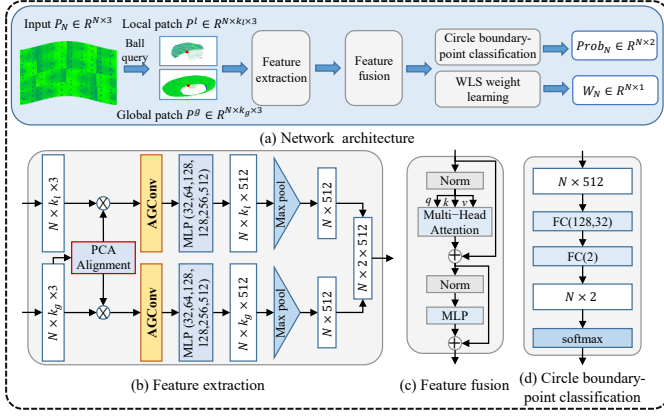 Input P_N ∈ R^{N×3}
Local patch P^l ∈ R^{N×k_l×3}
Ball
query
Global patch P^g ∈ R^{N×k_g×3}
Feature
extraction
Feature
fusion
Circle boundary-
point classification
WLS weight
learning
Prob_N ∈ R^{N×2}
W_N ∈ R^{N×1}
(a) Network architecture
N × k_l ×3
N × k_g ×3
PCA
Alignment
AGConv
MLP (32,64,128,
128,256,512)
N × k_l × 512
Max pool
N × 512
AGConv
MLP (32,64,128,
128,256,512)
N × k_g × 512
Max pool
N × 512
N × 2 × 512
(b) Feature extraction
Norm
q k v
Multi−Head
Attention
Norm
MLP
(c) Feature fusion
N × 512
FC(128,32)
FC(2)
N × 2
softmax
(d) Circle boundary-
point classification